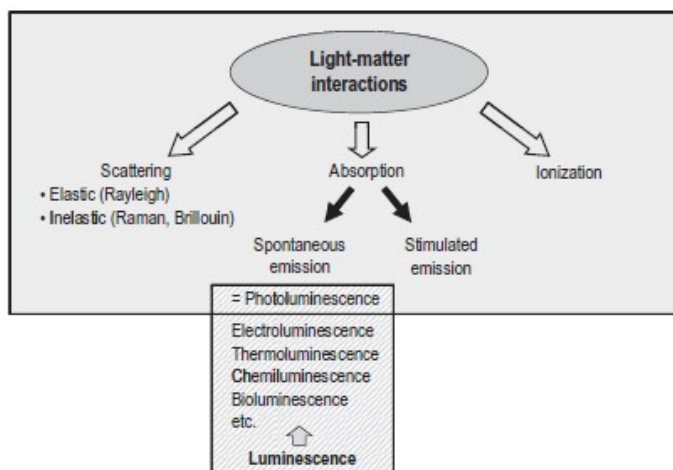 Light-matter
interactions
Scattering
• Elastic (Rayleigh)
• Inelastic (Raman, Brillouin)
Absorption
Ionization
Spontaneous
emission
Stimulated
emission
= Photoluminescence
Electroluminescence
Thermoluminescence
Chemiluminescence
Bioluminescence
etc.
Luminescence